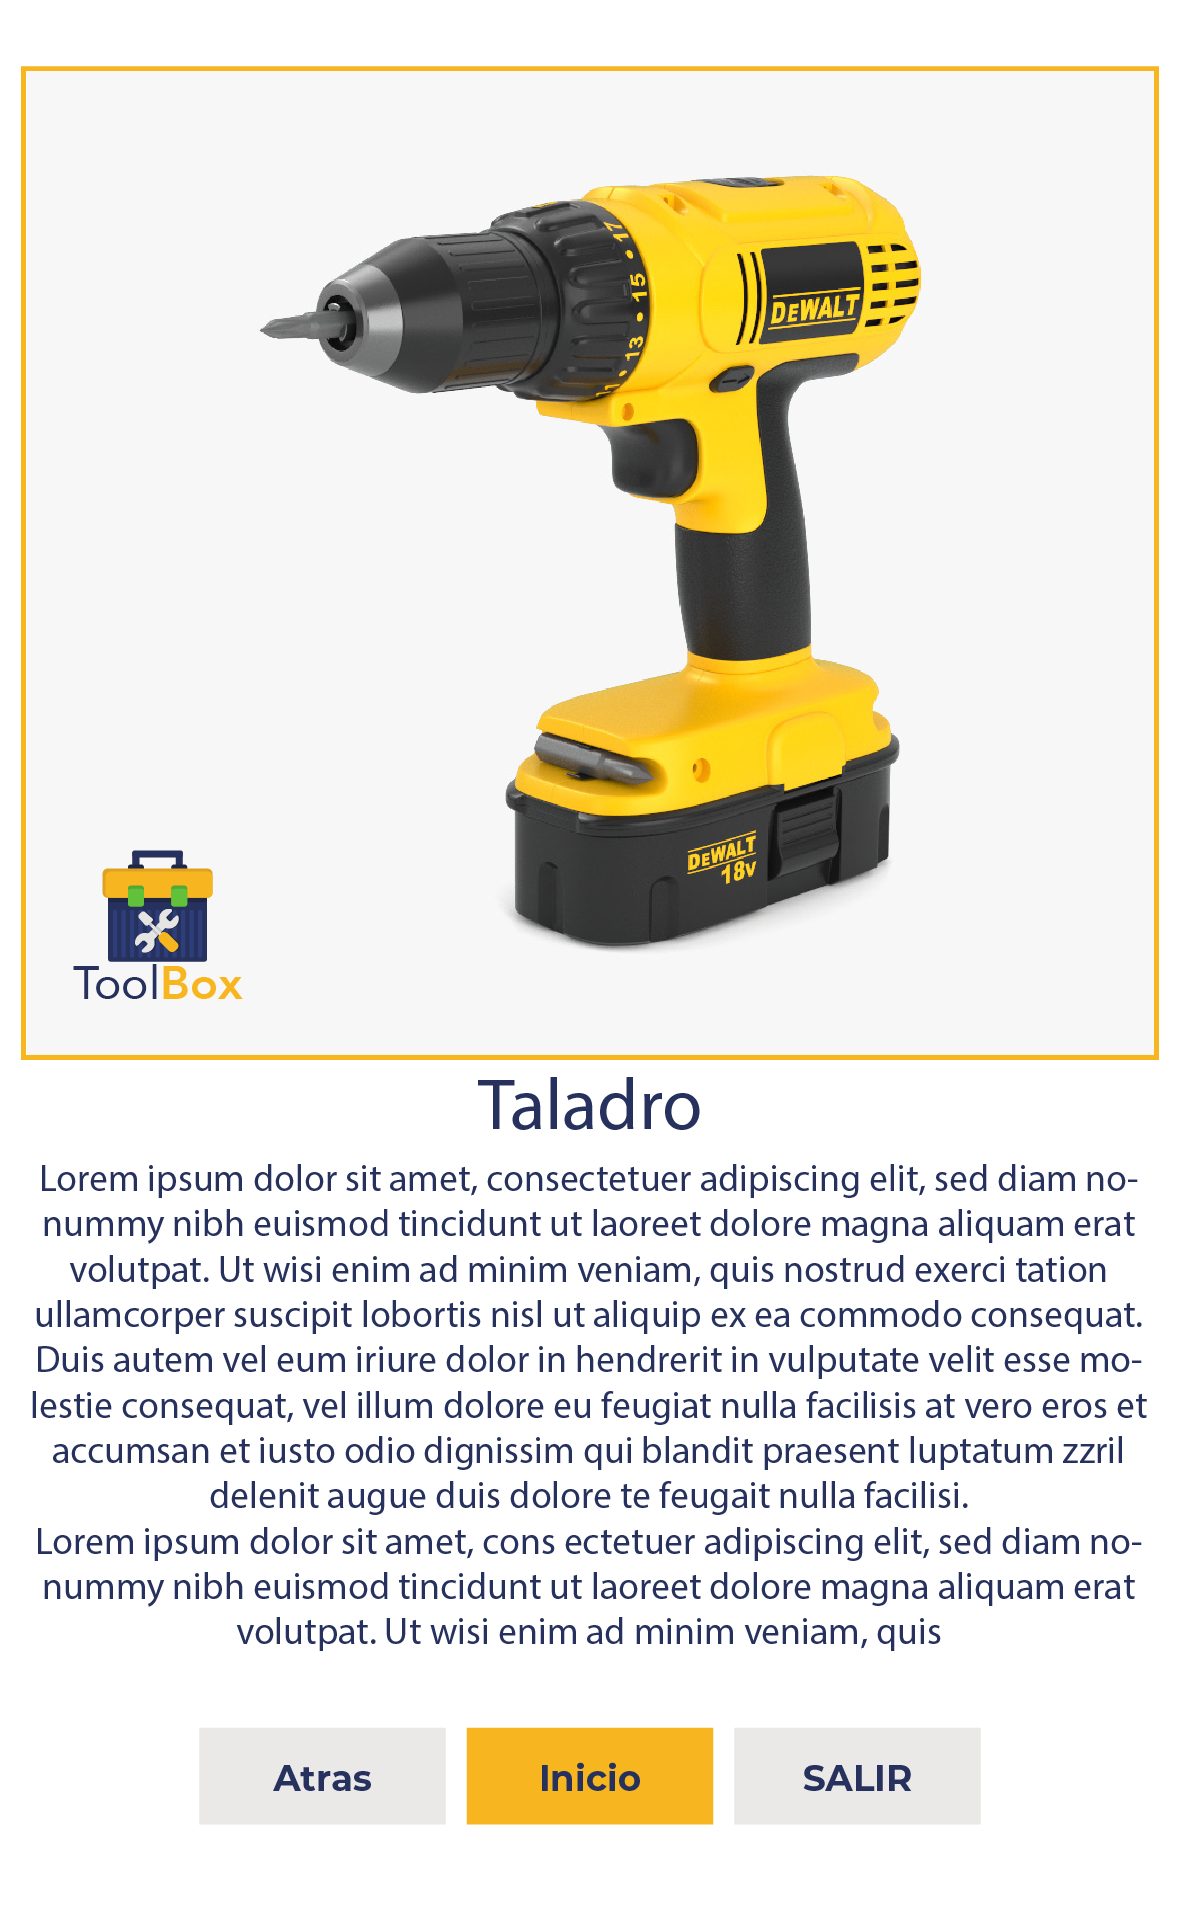 17
15
13
11
DEWALT
DEWALT
18V
ToolBox
Taladro
Lorem ipsum dolor sit amet, consectetuer adipiscing elit, sed diam no-
nummy nibh euismod tincidunt ut laoreet dolore magna aliquam erat
volutpat. Ut wisi enim ad minim veniam, quis nostrud exerci tation
ullamcorper suscipit lobortis nisl ut aliquip ex ea commodo consequat.
Duis autem vel eum iriure dolor in hendrerit in vulputate velit esse mo-
lestie consequat, vel illum dolore eu feugiat nulla facilisis at vero eros et
accumsan et iusto odio dignissim qui blandit praesent luptatum zzril
delenit augue duis dolore te feugait nulla facilisi.
Lorem ipsum dolor sit amet, cons ectetuer adipiscing elit, sed diam no-
nummy nibh euismod tincidunt ut laoreet dolore magna aliquam erat
volutpat. Ut wisi enim ad minim veniam, quis
Atras
Inicio
SALIR